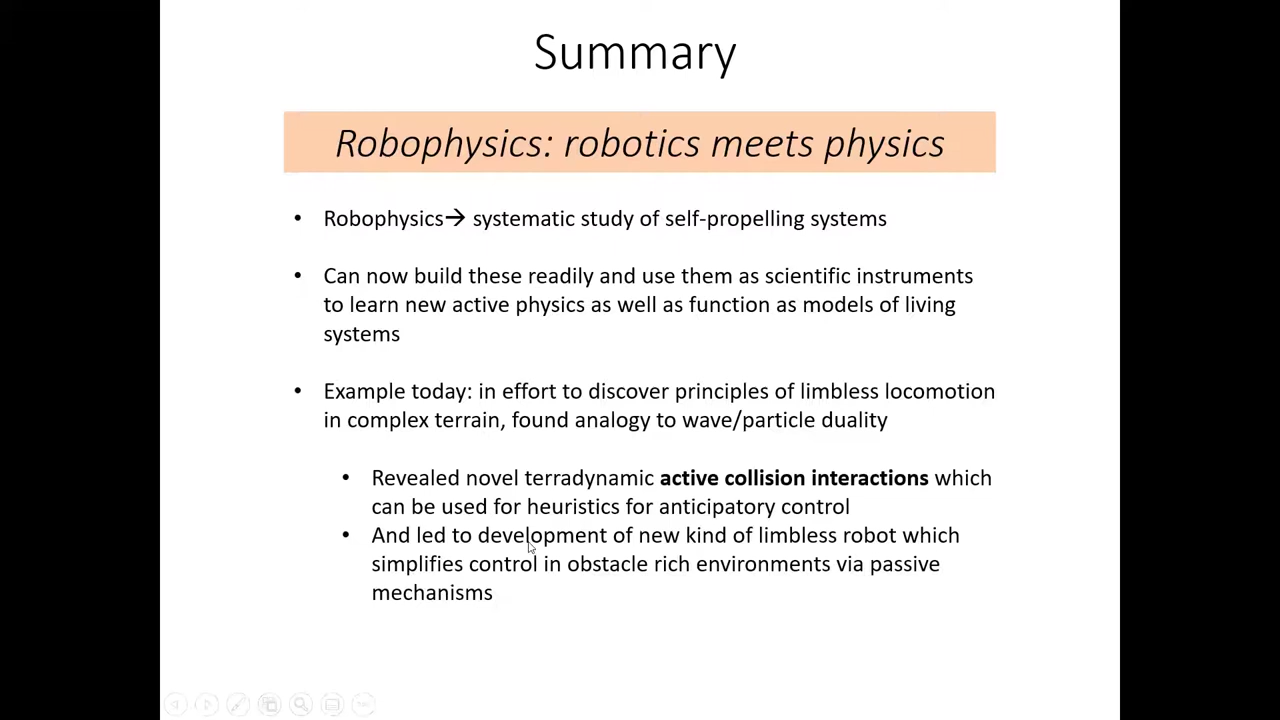 Summary
Robophysics: robotics meets physics
• Robophysics→ systematic study of self-propelling systems
• Can now build these readily and use them as scientific instruments
to learn new active physics as well as function as models of living
systems
• Example today: in effort to discover principles of limbless locomotion
in complex terrain, found analogy to wave/particle duality
• Revealed novel terradynamic active collision interactions which
can be used for heuristics for anticipatory control
• And led to development of new kind of limbless robot which
simplifies control in obstacle rich environments via passive
mechanisms